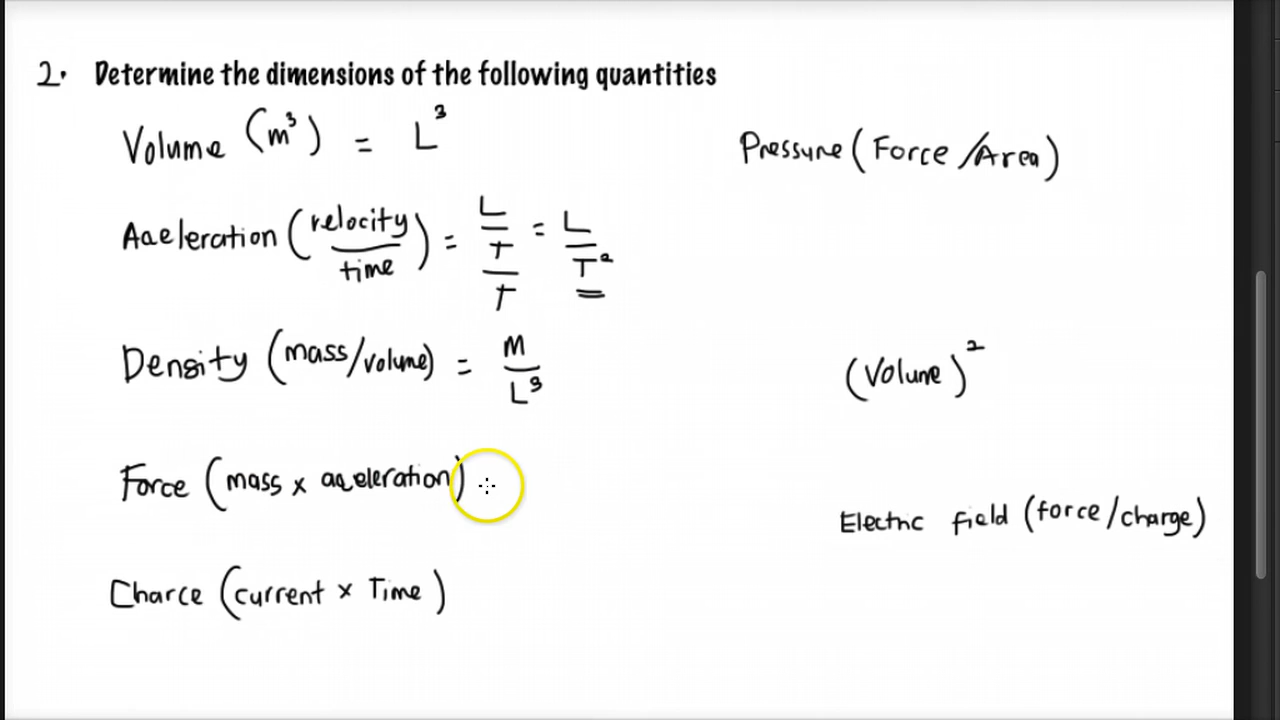 2. Determine the dimensions of the following quantities
Volume (m³) = L³
Pressure (Force/Area)
Aceleration (velocity/time) = L/T/T = L/T²
Density (mass/volume) = M/L³
(Volume)²
Force (mass x aceleration)
Electric field (force/charge)
Charce (current x Time)